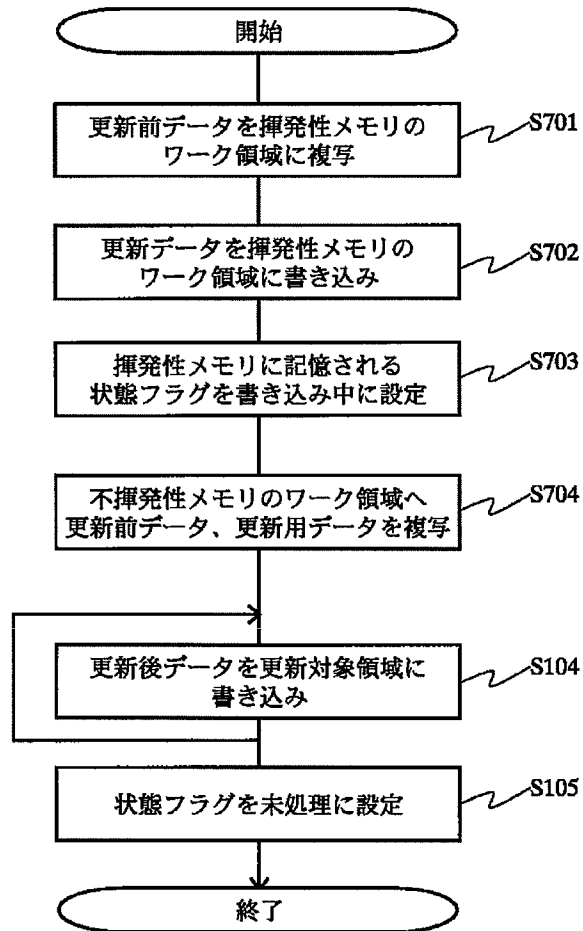 開始
更新前データを揮発性メモリの
ワーク領域に複写
S701
更新データを揮発性メモリの
ワーク領域に書き込み
S702
揮発性メモリに記憶される
状態フラグを書き込み中に設定
S703
不揮発性メモリのワーク領域へ
更新前データ、更新用データを複写
S704
更新後データを更新対象領域に
書き込み
S104
状態フラグを未処理に設定
S105
終了